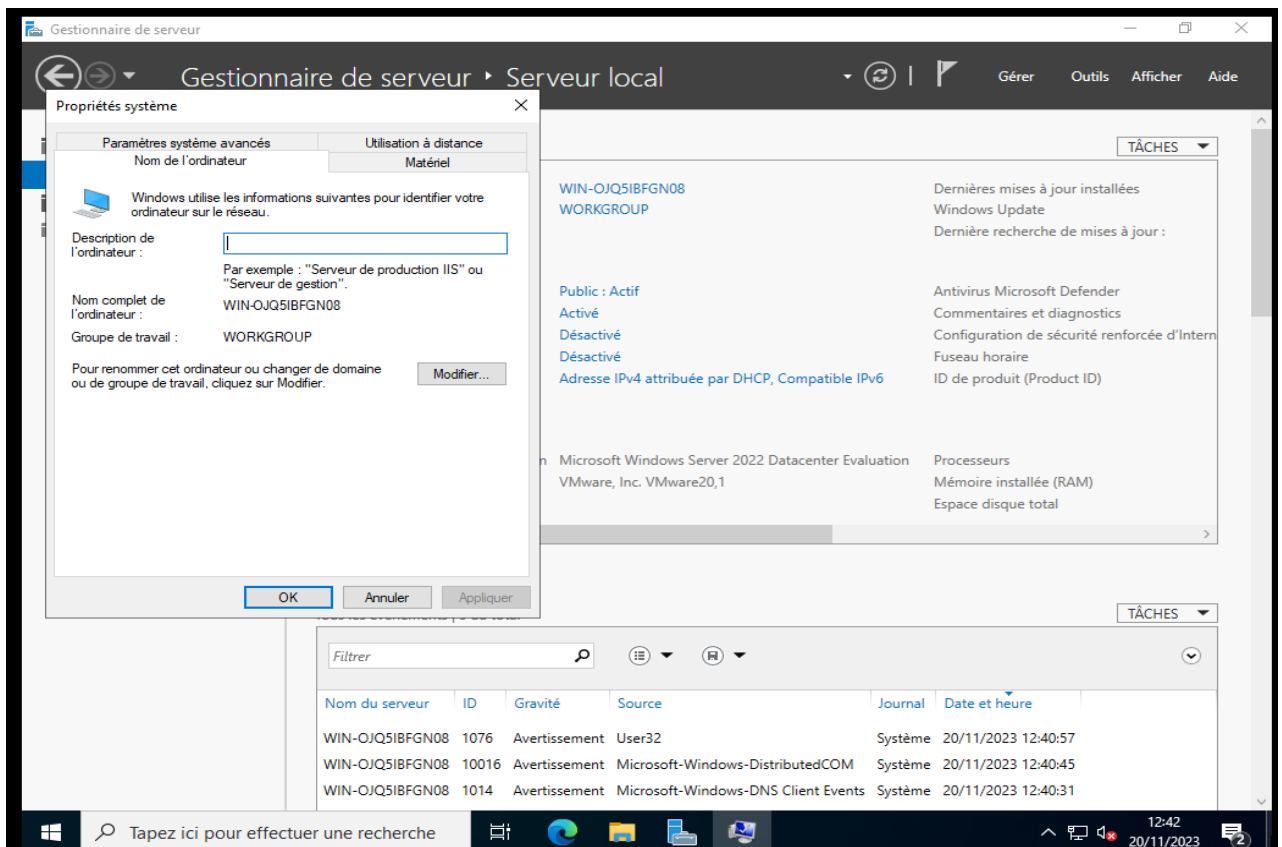 Gestionnaire de serveur
Gestionnaire de serveur ‣ Serveur local
Gérer Outils Afficher Aide
Propriétés système
Paramètres système avancés
Utilisation à distance
Nom de l'ordinateur
Matériel
Windows utilise les informations suivantes pour identifier votre
ordinateur sur le réseau.
Description de
l'ordinateur :
Par exemple : "Serveur de production IIS" ou
"Serveur de gestion".
Nom complet de
l'ordinateur :
WIN-OJQ5IBFGN08
Groupe de travail :
WORKGROUP
Pour renommer cet ordinateur ou changer de domaine
ou de groupe de travail, cliquez sur Modifier.
Modifier...
OK
Annuler
Appliquer
TÂCHES
WIN-OJQ5IBFGN08
WORKGROUP
Dernières mises à jour installées
Windows Update
Dernière recherche de mises à jour :
Public : Actif
Activé
Désactivé
Désactivé
Adresse IPv4 attribuée par DHCP, Compatible IPv6
Antivirus Microsoft Defender
Commentaires et diagnostics
Configuration de sécurité renforcée d'Intern
Fuseau horaire
ID de produit (Product ID)
n Microsoft Windows Server 2022 Datacenter Evaluation
VMware, Inc. VMware20,1
Processeurs
Mémoire installée (RAM)
Espace disque total
TÂCHES
Filtrer
Nom du serveur ID Gravité Source Journal Date et heure
WIN-OJQ5IBFGN08 1076 Avertissement User32 Système 20/11/2023 12:40:57
WIN-OJQ5IBFGN08 10016 Avertissement Microsoft-Windows-DistributedCOM Système 20/11/2023 12:40:45
WIN-OJQ5IBFGN08 1014 Avertissement Microsoft-Windows-DNS Client Events Système 20/11/2023 12:40:31
Tapez ici pour effectuer une recherche
12:42
20/11/2023
2